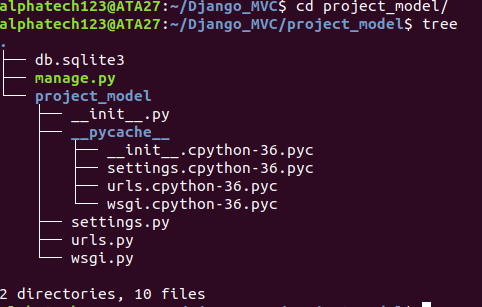 alphatech123@ATA27:~/Django_MVC$ cd project_model/
alphatech123@ATA27:~/Django_MVC/project_model$ tree
.
├── db.sqlite3
├── manage.py
└── project_model
    ├── __init__.py
    ├── __pycache__
    │   ├── __init__.cpython-36.pyc
    │   ├── settings.cpython-36.pyc
    │   ├── urls.cpython-36.pyc
    │   └── wsgi.cpython-36.pyc
    ├── settings.py
    ├── urls.py
    └── wsgi.py
2 directories, 10 files